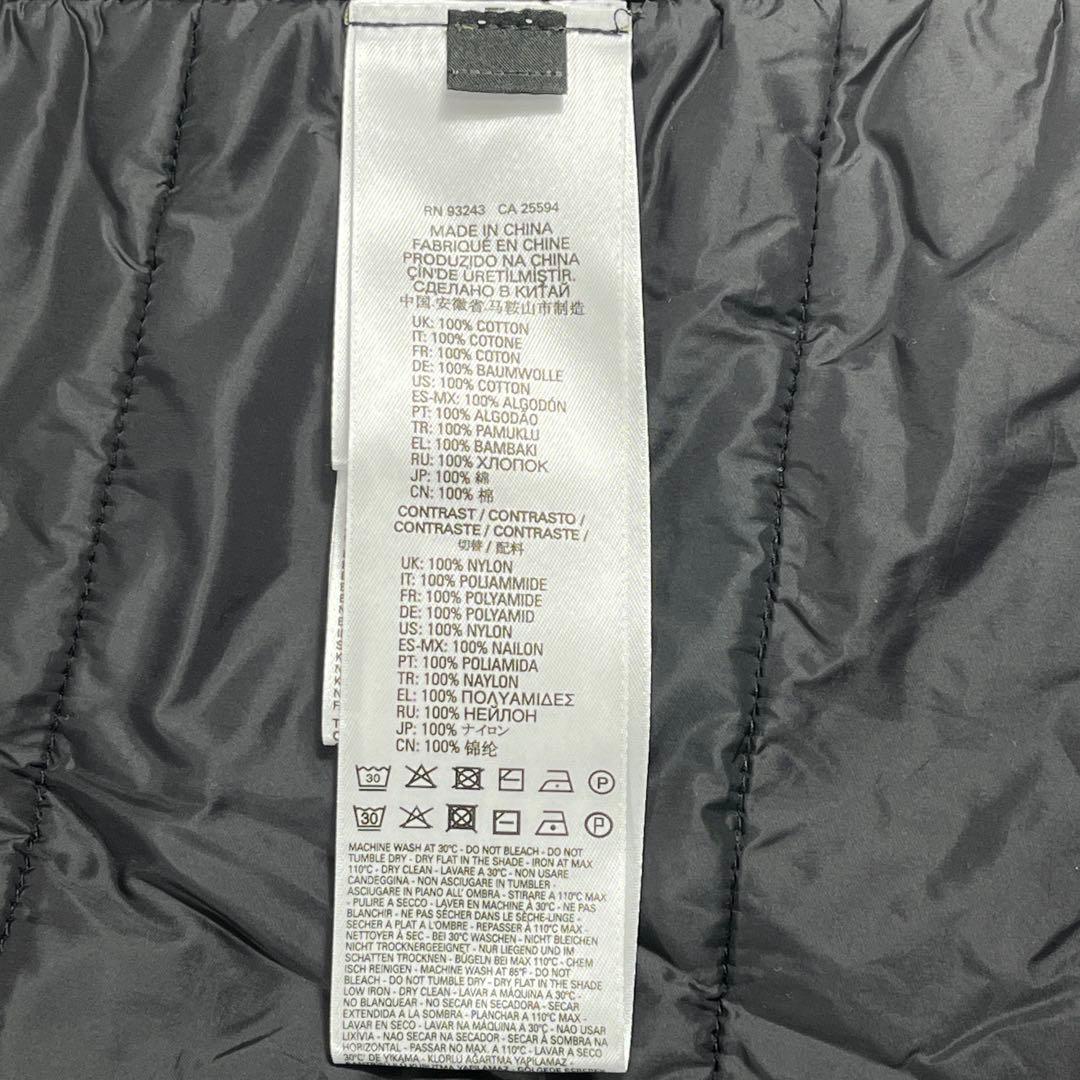 RN 93243 CA 25594
MADE IN CHINA
FABRIQUÉ EN CHINE
PRODUZIDO NA CHINA
ÇİN'DE ÜRETİLMİŞTİR.
СДЕЛАНО В КИТАЙ
中国.安徽省.马鞍山市制造
UK: 100% COTTON
IT: 100% COTONE
FR: 100% COTON
DE: 100% BAUMWOLLE
US: 100% COTTON
ES-MX: 100% ALGODÓN
PT: 100% ALGODÃO
TR: 100% PAMUKLU
EL: 100% ΒΑΜΒΑΚΙ
RU: 100% ХЛОПОК
JP: 100% 綿
CN: 100% 棉
CONTRAST / CONTRASTO /
CONTRASTE / CONTRASTE /
切替 / 配料
UK: 100% NYLON
IT: 100% POLIAMMIDE
FR: 100% POLYAMIDE
DE: 100% POLYAMID
US: 100% NYLON
ES-MX: 100% NAILON
PT: 100% POLIAMIDA
TR: 100% NAYLON
EL: 100% ΠΟΛΥΑΜΙΔΕΣ
RU: 100% НЕЙЛОН
JP: 100% ナイロン
CN: 100% 锦纶
30 P
30 P
MACHINE WASH AT 30°C - DO NOT BLEACH - DO NOT
TUMBLE DRY - DRY FLAT IN THE SHADE - IRON AT MAX
110°C - DRY CLEAN - LAVARE A 30°C - NON USARE
CANDEGGINA - NON ASCIUGARE IN TUMBLER -
ASCIUGARE IN PIANO ALL' OMBRA - STIRARE A 110°C MAX
- PULIRE A SECCO - LAVER EN MACHINE À 30°C - NE PAS
BLANCHIR - NE PAS SÉCHER DANS LE SÈCHE-LINGE -
SECHER A PLAT A L'OMBRE - REPASSER À 110°C MAX
NETTOYER A SEC - BEI 30°C WASCHEN - NICHT BLEICHEN
NICHT TROCKNERGEEIGNET - NUR LIEGEND UND IM
SCHATTEN TROCKNEN - BÜGELN BEI MAX 110°C - CHEM
ISCH REINIGEN - MACHINE WASH AT 85°F - DO NOT
BLEACH - DO NOT TUMBLE DRY - DRY FLAT IN THE SHADE
- LOW IRON - DRY CLEAN - LAVAR A MÁQUINA A 30°C -
NO BLANQUEAR - NO SECAR EN SECADORA - SECAR
EXTENDIDA A LA SOMBRA - PLANCHAR A 110°C MAX -
LAVAR EN SECO - LAVAR NA MÁQUINA A 30°C - NÃO USAR
LIXÍVIA - NÃO SECAR NA SECADOR - SECAR À SOMBRA NA
HORIZONTAL - PASSAR NO MAX. A 110°C - LAVAR A SECO -
30°C' DE YIKAMA - KLORLU AĞARTMA YAPILAMAZ -